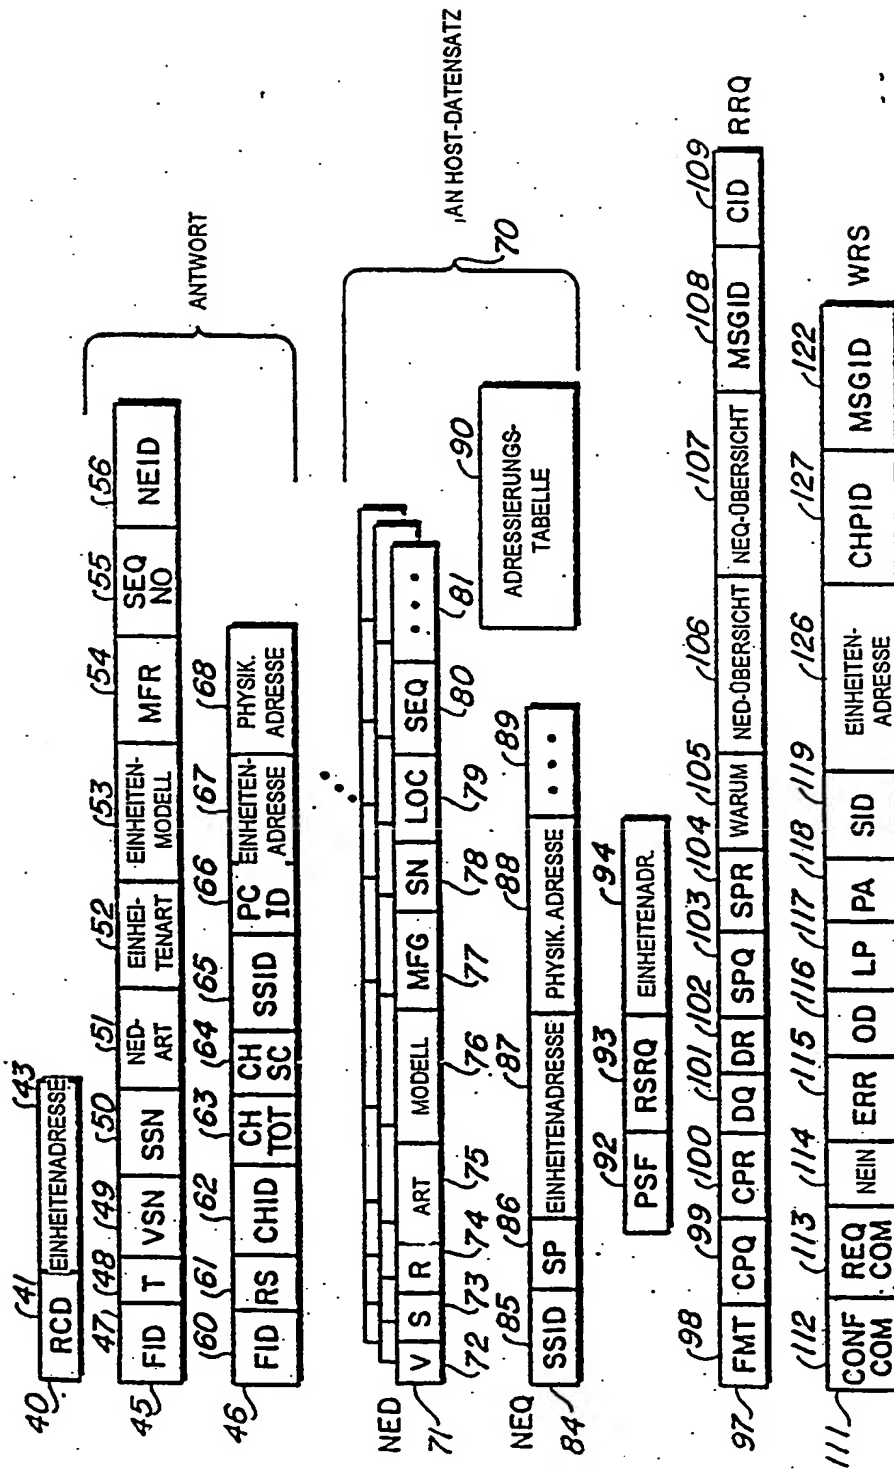 41 43
40 RCD EINHEITENADRESSE
47 48 49 50 51 52 53 54 55 56
45 FID T VSN SSN NED-ART EINHEI-TENART EINHEITEN-MODELL MFR SEQ NO NEID
ANTWORT
60 61 62 63 64 65 66 67 68
46 FID RS CHID CH TOT CH SC SSID PC ID EINHEITEN-ADRESSE PHYSIK. ADRESSE
NED
71 V S R ART MODELL MFG SN LOC SEQ ...
72 73 74 75 76 77 78 79 80 81
AN HOST-DATENSATZ
70
90
ADRESSIERUNGS-
TABELLE
NEQ
85 86 87 88 89
84 SSID SP EINHEITENADRESSE PHYSIK. ADRESSE ...
92 93 94
PSF RSRQ EINHEITENADR.
98 99 100 101 102 103 104 105 106 107 108 109
97 FMT CPQ CPR DQ DR SPQ SPR WARUM NED-ÜBERSICHT NEQ-ÜBERSICHT MSGID CID RRQ
112 113 114 115 116 117 118 119 126 127 122
111 CONF COM REQ COM NEIN ERR OD LP PA SID EINHEITEN-ADRESSE CHPID MSGID WRS